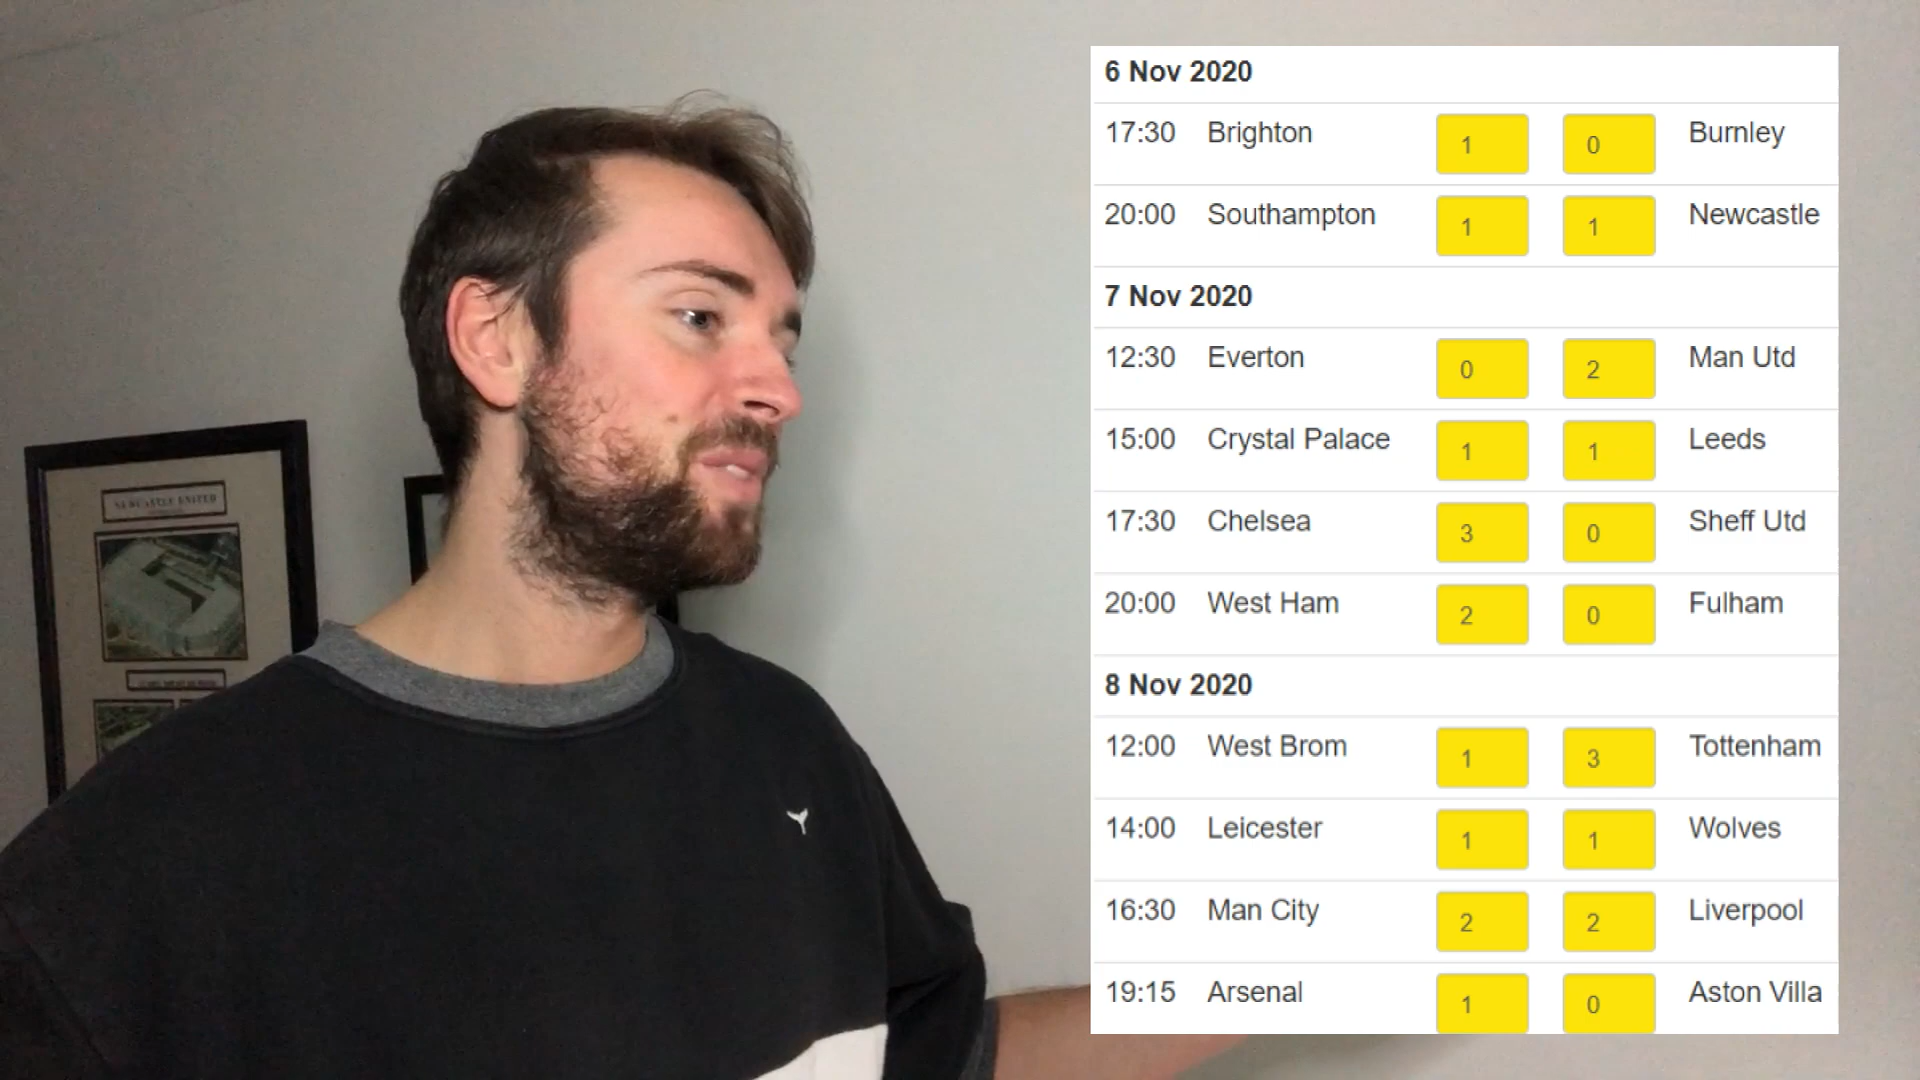 NEWCASTLE UNITED
6 Nov 2020
17:30 Brighton 1 0 Burnley
20:00 Southampton 1 1 Newcastle
7 Nov 2020
12:30 Everton 0 2 Man Utd
15:00 Crystal Palace 1 1 Leeds
17:30 Chelsea 3 0 Sheff Utd
20:00 West Ham 2 0 Fulham
8 Nov 2020
12:00 West Brom 1 3 Tottenham
14:00 Leicester 1 1 Wolves
16:30 Man City 2 2 Liverpool
19:15 Arsenal 1 0 Aston Villa